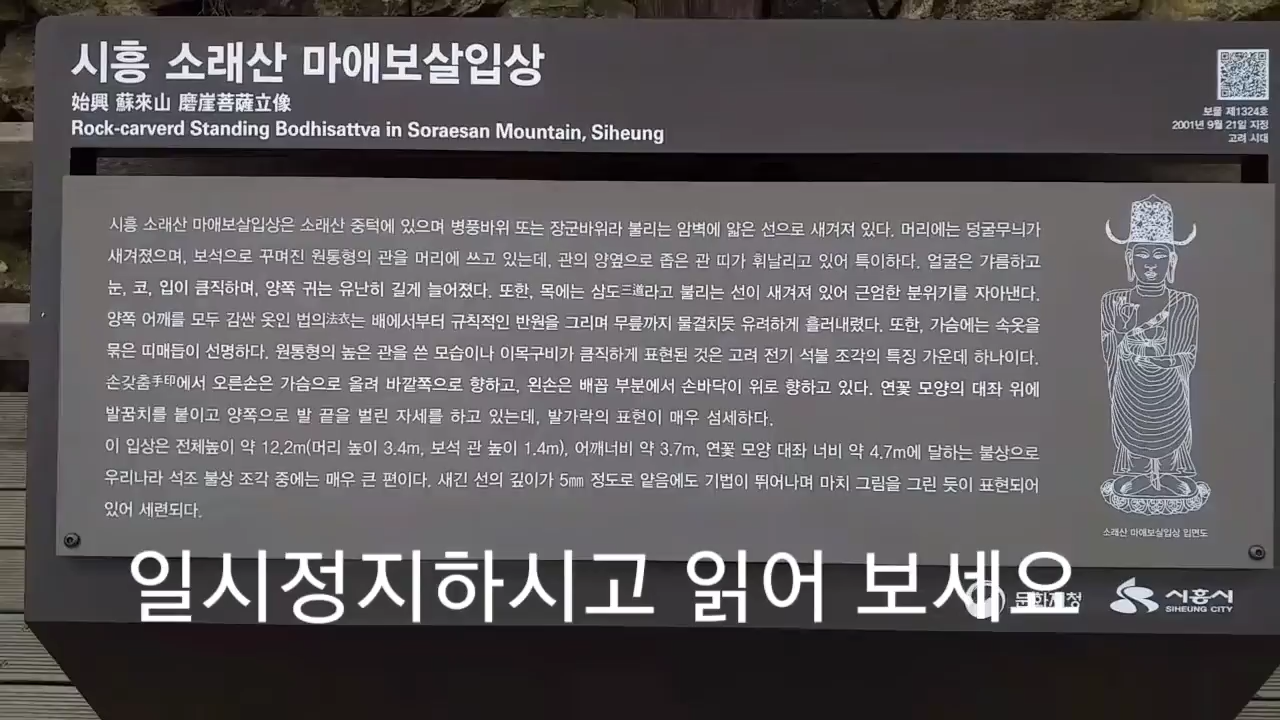 시흥 소래산 마애보살입상
始興 蘇來山 磨崖菩薩立像
Rock-carverd Standing Bodhisattva in Soraesan Mountain, Siheung
보물 제1324호
2001년 9월 21일 지정
고려 시대
시흥 소래산 마애보살입상은 소래산 중턱에 있으며 병풍바위 또는 장군바위라 불리는 암벽에 얇은 선으로 새겨져 있다. 머리에는 덩굴무늬가
새겨졌으며, 보석으로 꾸며진 원통형의 관을 머리에 쓰고 있는데, 관의 양옆으로 좁은 관 띠가 휘날리고 있어 특이하다. 얼굴은 갸름하고
눈, 코, 입이 큼직하며, 양쪽 귀는 유난히 길게 늘어졌다. 또한, 목에는 삼도三道라고 불리는 선이 새겨져 있어 근엄한 분위기를 자아낸다.
양쪽 어깨를 모두 감싼 옷인 법의法衣는 배에서부터 규칙적인 반원을 그리며 무릎까지 물결치듯 유려하게 흘러내렸다. 또한, 가슴에는 속옷을
묶은 띠매듭이 선명하다. 원통형의 높은 관을 쓴 모습이나 이목구비가 큼직하게 표현된 것은 고려 전기 석불 조각의 특징 가운데 하나이다.
손갖춤手印에서 오른손은 가슴으로 올려 바깥쪽으로 향하고, 왼손은 배꼽 부분에서 손바닥이 위로 향하고 있다. 연꽃 모양의 대좌 위에
발꿈치를 붙이고 양쪽으로 발 끝을 벌린 자세를 하고 있는데, 발가락의 표현이 매우 섬세하다.
이 입상은 전체높이 약 12.2m(머리 높이 3.4m, 보석 관 높이 1.4m), 어깨너비 약 3.7m, 연꽃 모양 대좌 너비 약 4.7m에 달하는 불상으로
우리나라 석조 불상 조각 중에는 매우 큰 편이다. 새긴 선의 깊이가 5㎜ 정도로 얕음에도 기법이 뛰어나며 마치 그림을 그린 듯이 표현되어
있어 세련되다.
소래산 마애보살입상 입면도
일시정지하시고 읽어 보세요
문화재청
시흥시
SIHEUNG CITY